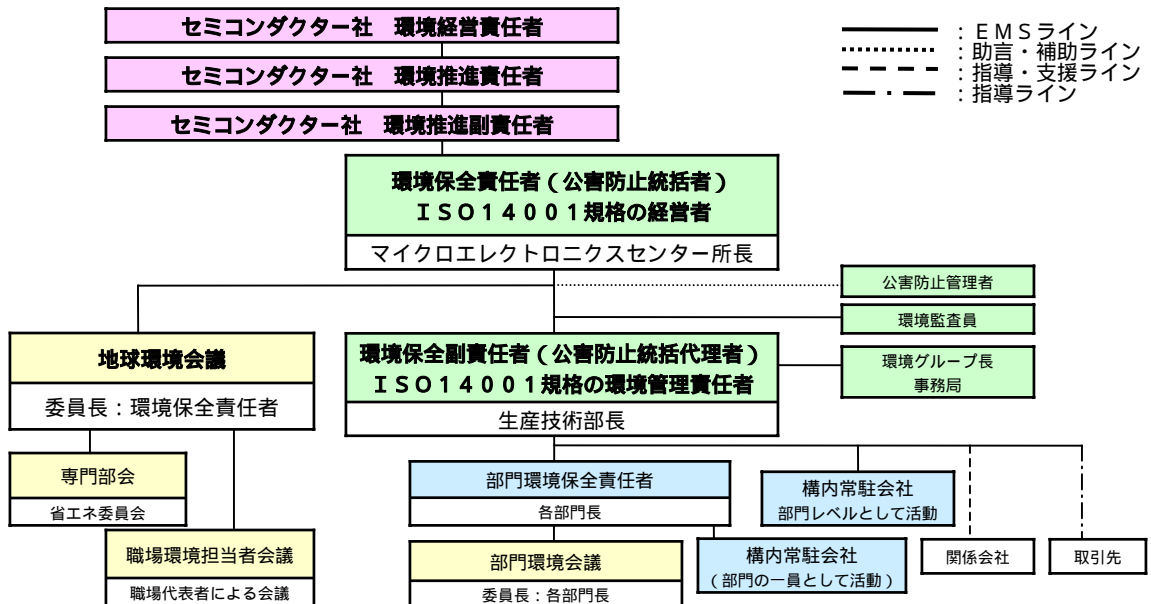 セミコンダクター社　環境経営責任者
セミコンダクター社　環境推進責任者
セミコンダクター社　環境推進副責任者
：ＥＭＳライン
：助言・補助ライン
：指導・支援ライン
：指導ライン
環境保全責任者（公害防止統括者）
ＩＳＯ１４００１規格の経営者
マイクロエレクトロニクスセンター所長
公害防止管理者
環境監査員
環境グループ長
事務局
地球環境会議
委員長：環境保全責任者
環境保全副責任者（公害防止統括代理者）
ＩＳＯ１４００１規格の環境管理責任者
生産技術部長
専門部会
省エネ委員会
職場環境担当者会議
職場代表者による会議
部門環境保全責任者
各部門長
部門環境会議
委員長：各部門長
構内常駐会社
部門レベルとして活動
構内常駐会社
（部門の一員として活動）
関係会社
取引先